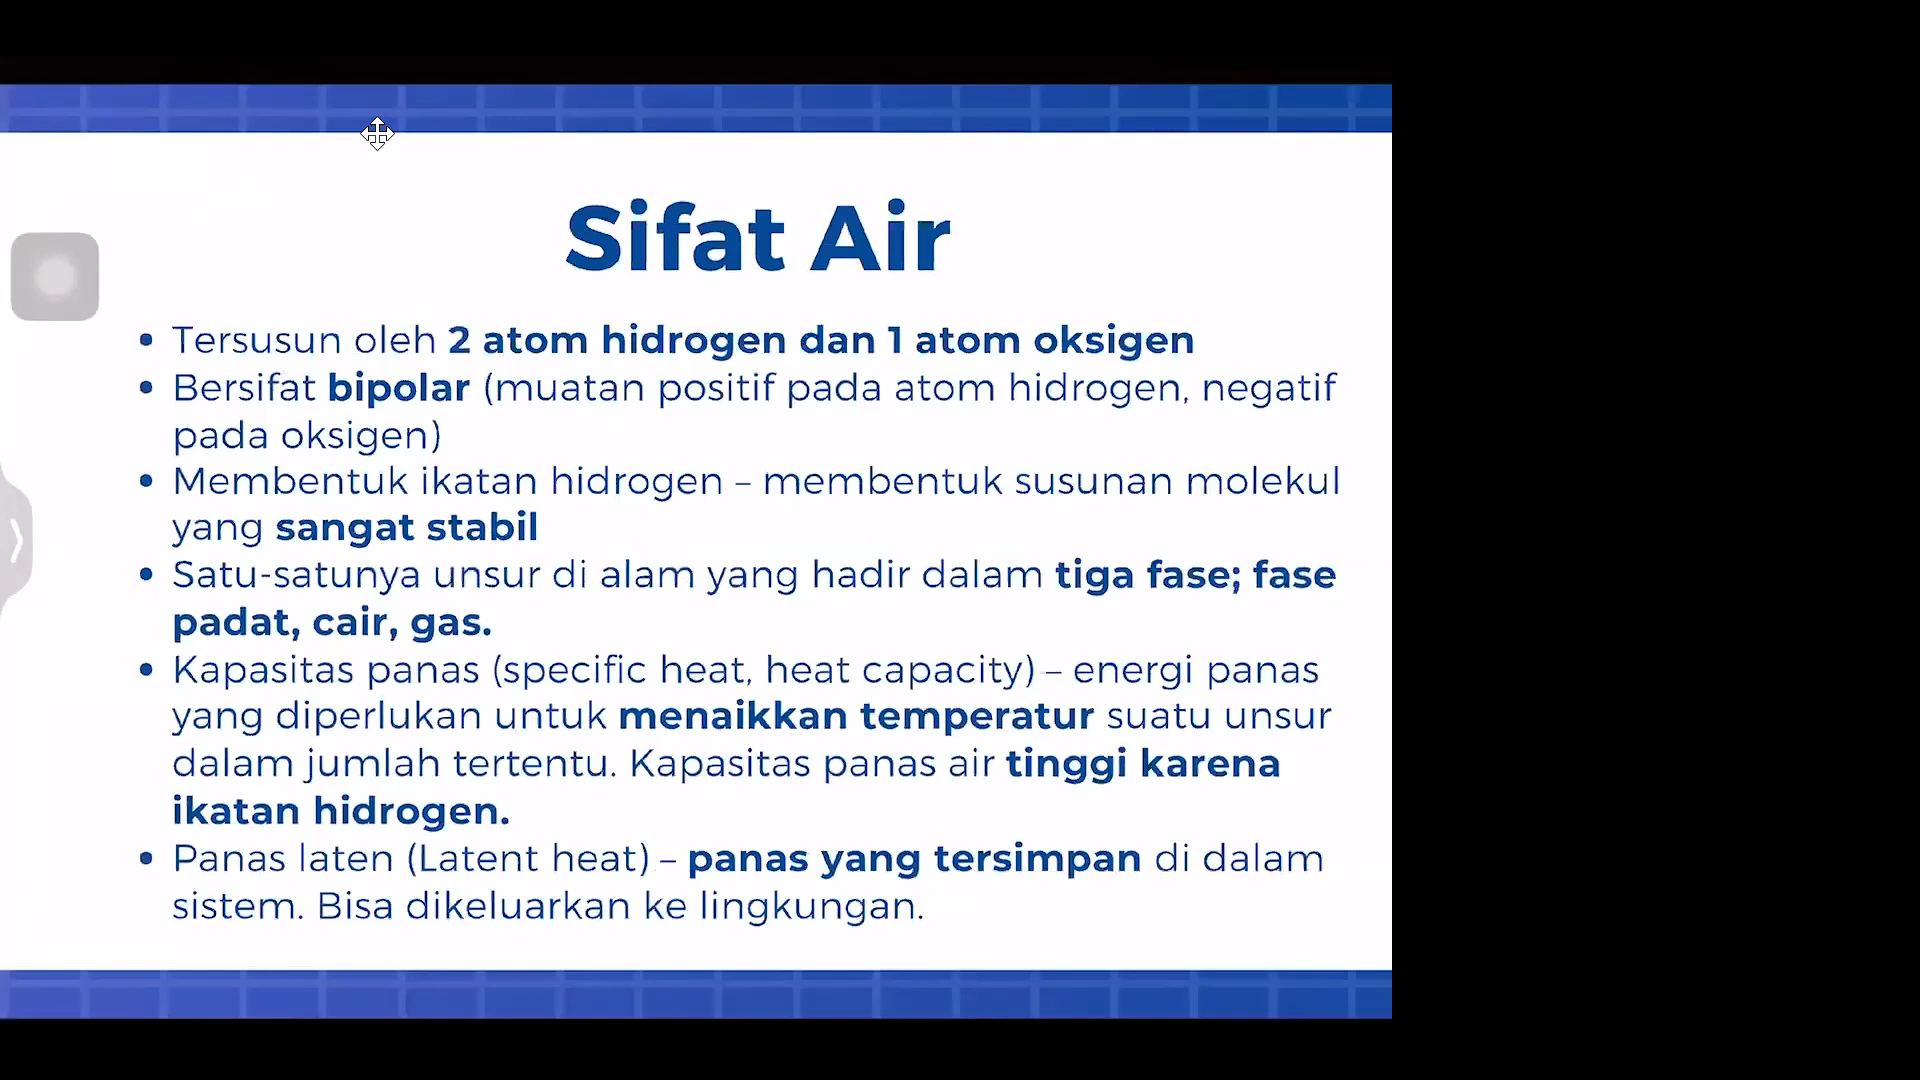 Sifat Air
• Tersusun oleh 2 atom hidrogen dan 1 atom oksigen
• Bersifat bipolar (muatan positif pada atom hidrogen, negatif
pada oksigen)
• Membentuk ikatan hidrogen – membentuk susunan molekul
yang sangat stabil
• Satu-satunya unsur di alam yang hadir dalam tiga fase; fase
padat, cair, gas.
• Kapasitas panas (specific heat, heat capacity) – energi panas
yang diperlukan untuk menaikkan temperatur suatu unsur
dalam jumlah tertentu. Kapasitas panas air tinggi karena
ikatan hidrogen.
• Panas laten (Latent heat) – panas yang tersimpan di dalam
sistem. Bisa dikeluarkan ke lingkungan.